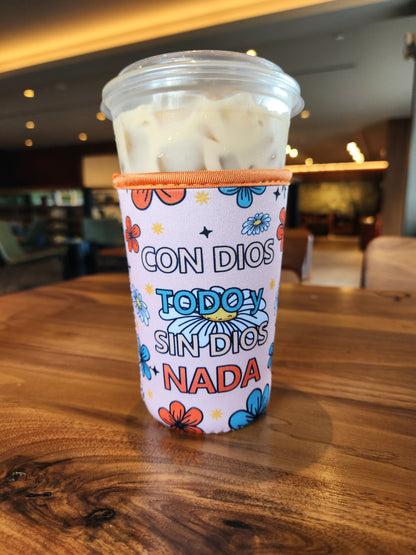 CON DIOS
TODO y
SIN DIOS
NADA